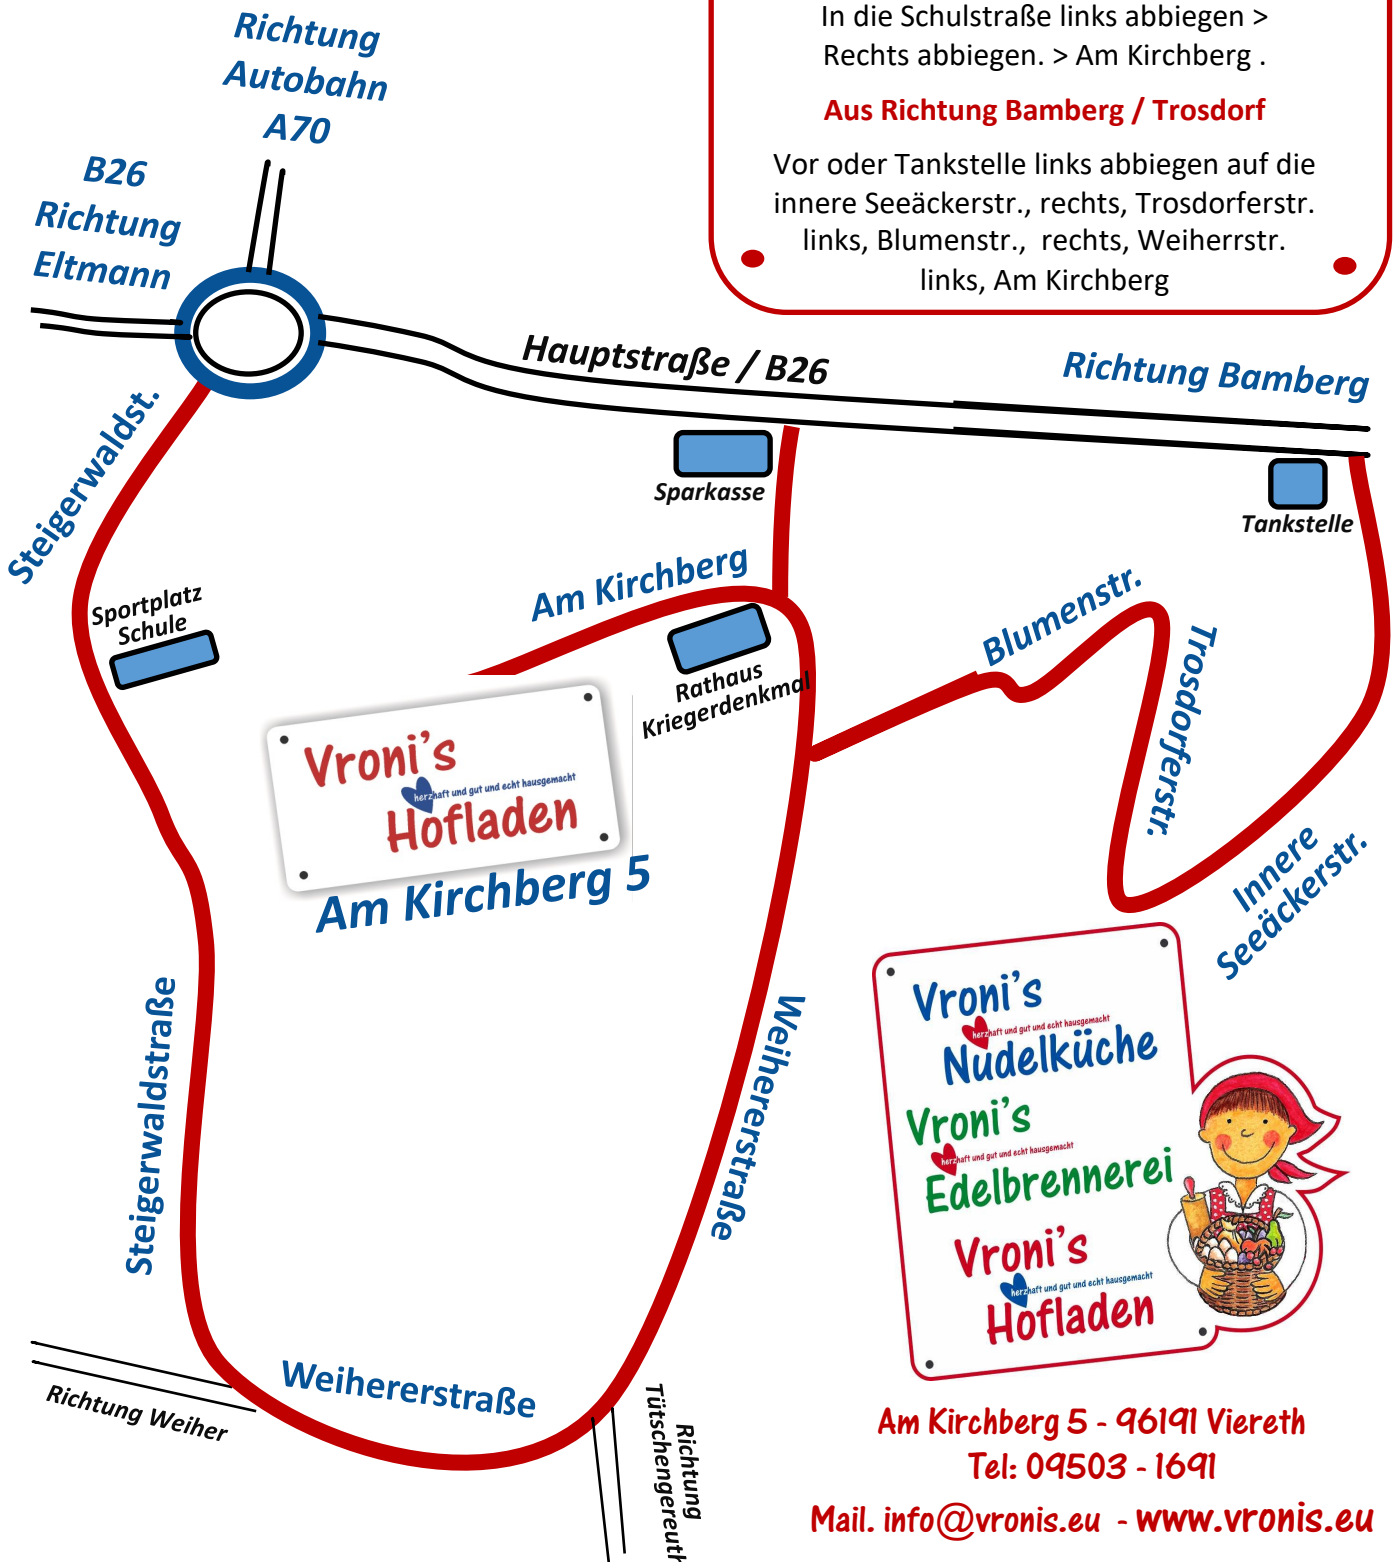 In die Schulstraße links abbiegen >
Rechts abbiegen. > Am Kirchberg .
Aus Richtung Bamberg / Trosdorf
Vor oder Tankstelle links abbiegen auf die
innere Seeäckerstr., rechts, Trosdorferstr.
links, Blumenstr., rechts, Weiherrstr.
links, Am Kirchberg
Richtung
Autobahn
A70
B26
Richtung
Eltmann
Hauptstraße / B26
Richtung Bamberg
Steigerwaldst.
Sparkasse
Tankstelle
Am Kirchberg
Blumenstr.
Sportplatz
Schule
Rathaus
Kriegerdenkmal
Trosdorferstr.
Vroni's
herzhaft und gut und echt hausgemacht
Hofladen
Am Kirchberg 5
Innere
Seeäckerstr.
Steigerwaldstraße
Weihererstraße
Vroni's
herzhaft und gut und echt hausgemacht
Nudelküche
Vroni's
herzhaft und gut und echt hausgemacht
Edelbrennerei
Vroni's
herzhaft und gut und echt hausgemacht
Hofladen
Weihererstraße
Richtung Weiher
Richtung
Tütschengereuth
Am Kirchberg 5 - 96191 Viereth
Tel: 09503 - 1691
Mail. info@vronis.eu - www.vronis.eu